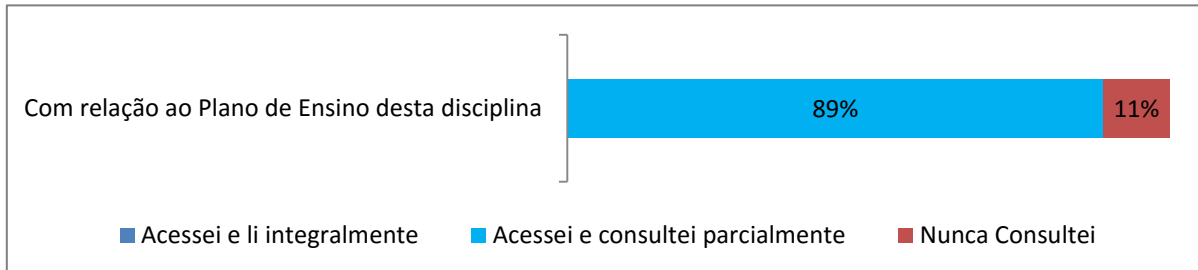 Com relação ao Plano de Ensino desta disciplina
89%
11%
Acessei e li integralmente
Acessei e consultei parcialmente
Nunca Consultei